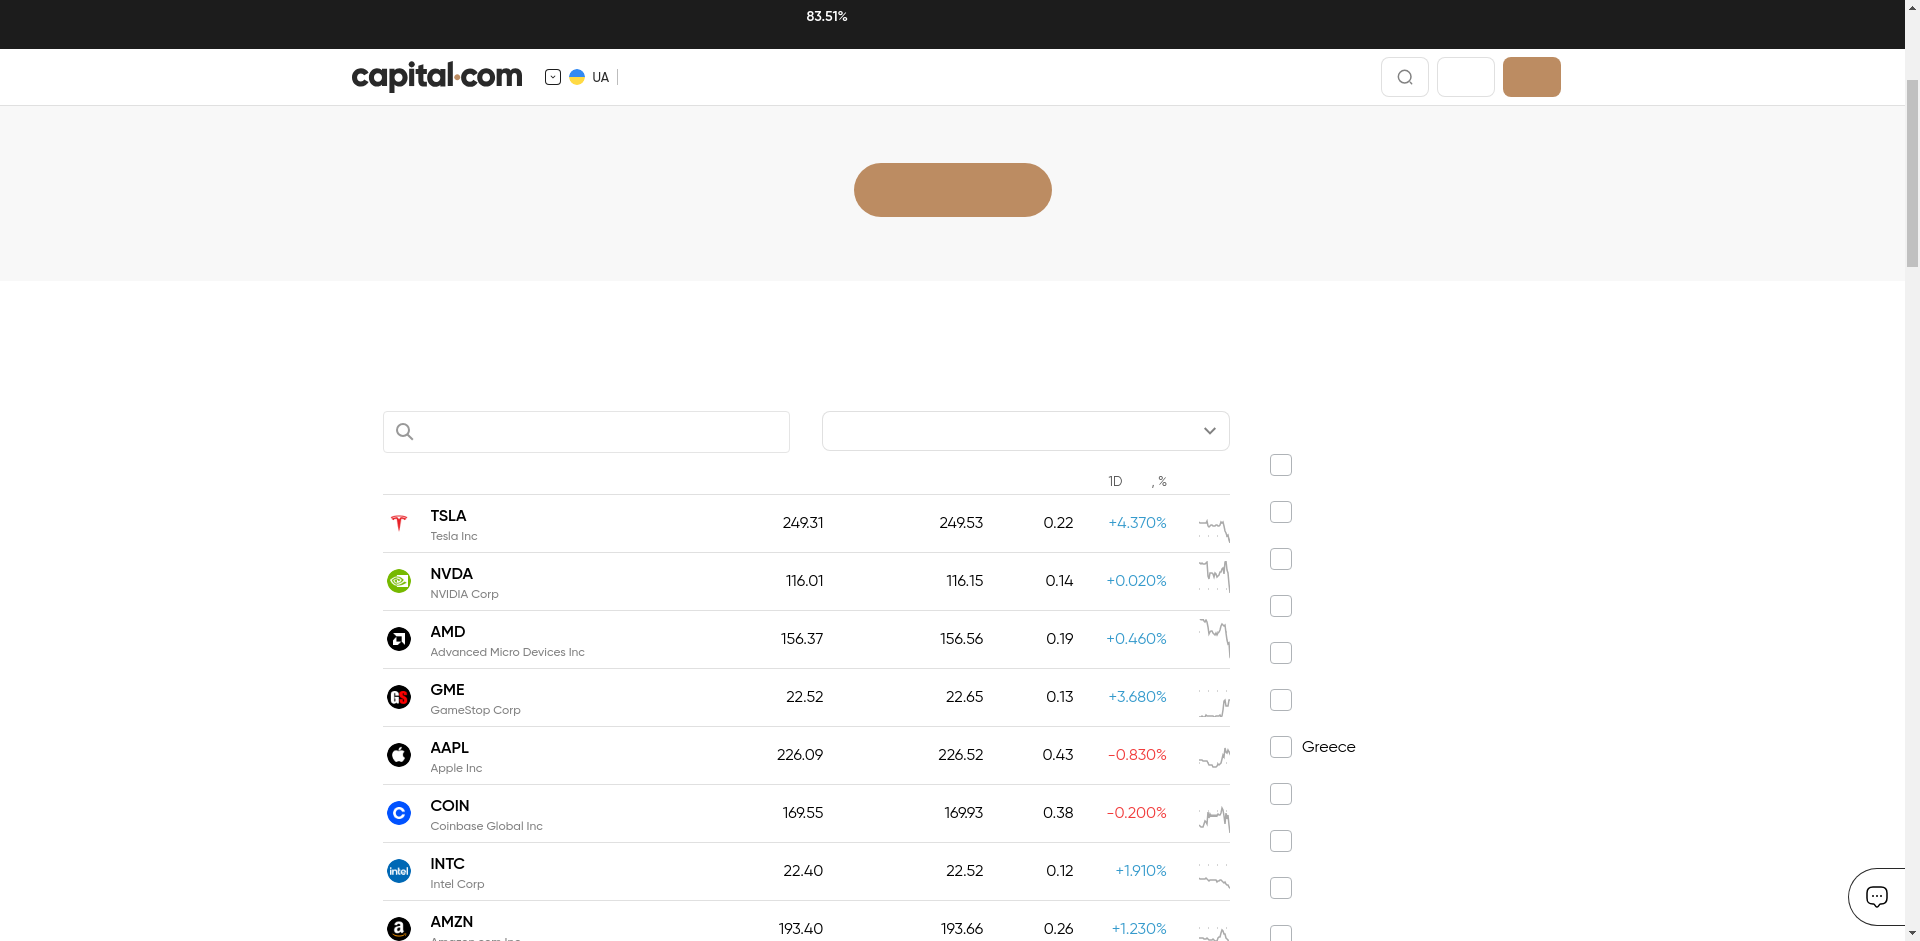 83.51%
capital.com UA
1D , %
TSLA 249.31 249.53 0.22 +4.370%
Tesla Inc
NVDA 116.01 116.15 0.14 +0.020%
NVIDIA Corp
AMD 156.37 156.56 0.19 +0.460%
Advanced Micro Devices Inc
GME 22.52 22.65 0.13 +3.680%
GameStop Corp
AAPL 226.09 226.52 0.43 -0.830%
Apple Inc
Greece
COIN 169.55 169.93 0.38 -0.200%
Coinbase Global Inc
INTC 22.40 22.52 0.12 +1.910%
intel
Intel Corp
AMZN 193.40 193.66 0.26 +1.230%